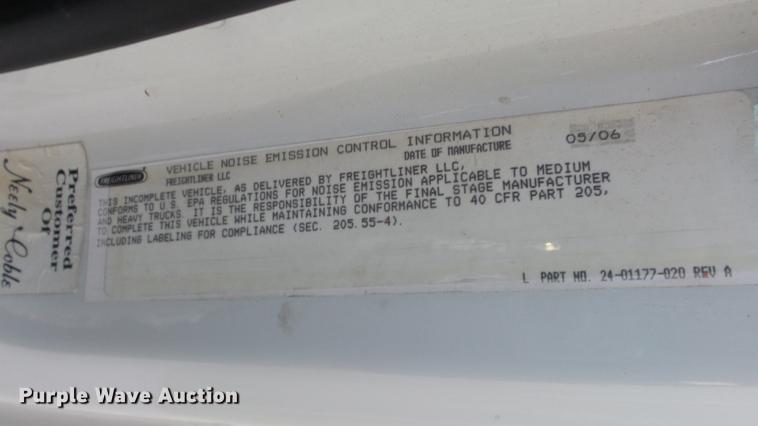 Preferred
Customer
Of
Neely Coble
FREIGHTLINER
VEHICLE NOISE EMISSION CONTROL INFORMATION
FREIGHTLINER LLC
DATE OF MANUFACTURE
05/06
THIS INCOMPLETE VEHICLE, AS DELIVERED BY FREIGHTLINER LLC,
CONFORMS TO U.S. EPA REGULATIONS FOR NOISE EMISSION APPLICABLE TO MEDIUM
AND HEAVY TRUCKS. IT IS THE RESPONSIBILITY OF THE FINAL STAGE MANUFACTURER
TO COMPLETE THIS VEHICLE WHILE MAINTAINING CONFORMANCE TO 40 CFR PART 205,
INCLUDING LABELING FOR COMPLIANCE (SEC. 205.55-4).
L PART NO. 24-01177-020 REV A
Purple Wave Auction